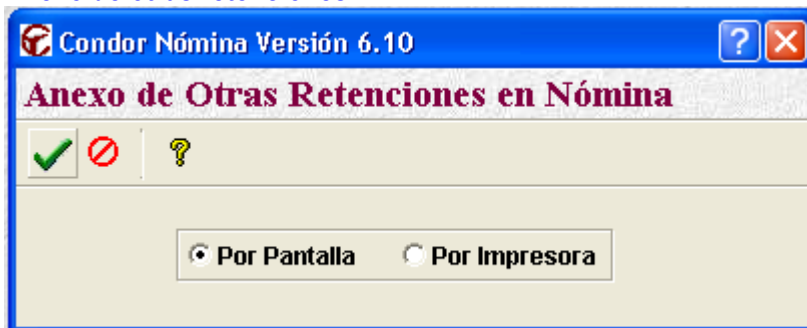 Condor Nómina Versión 6.10
Anexo de Otras Retenciones en Nómina
Por Pantalla Por Impresora